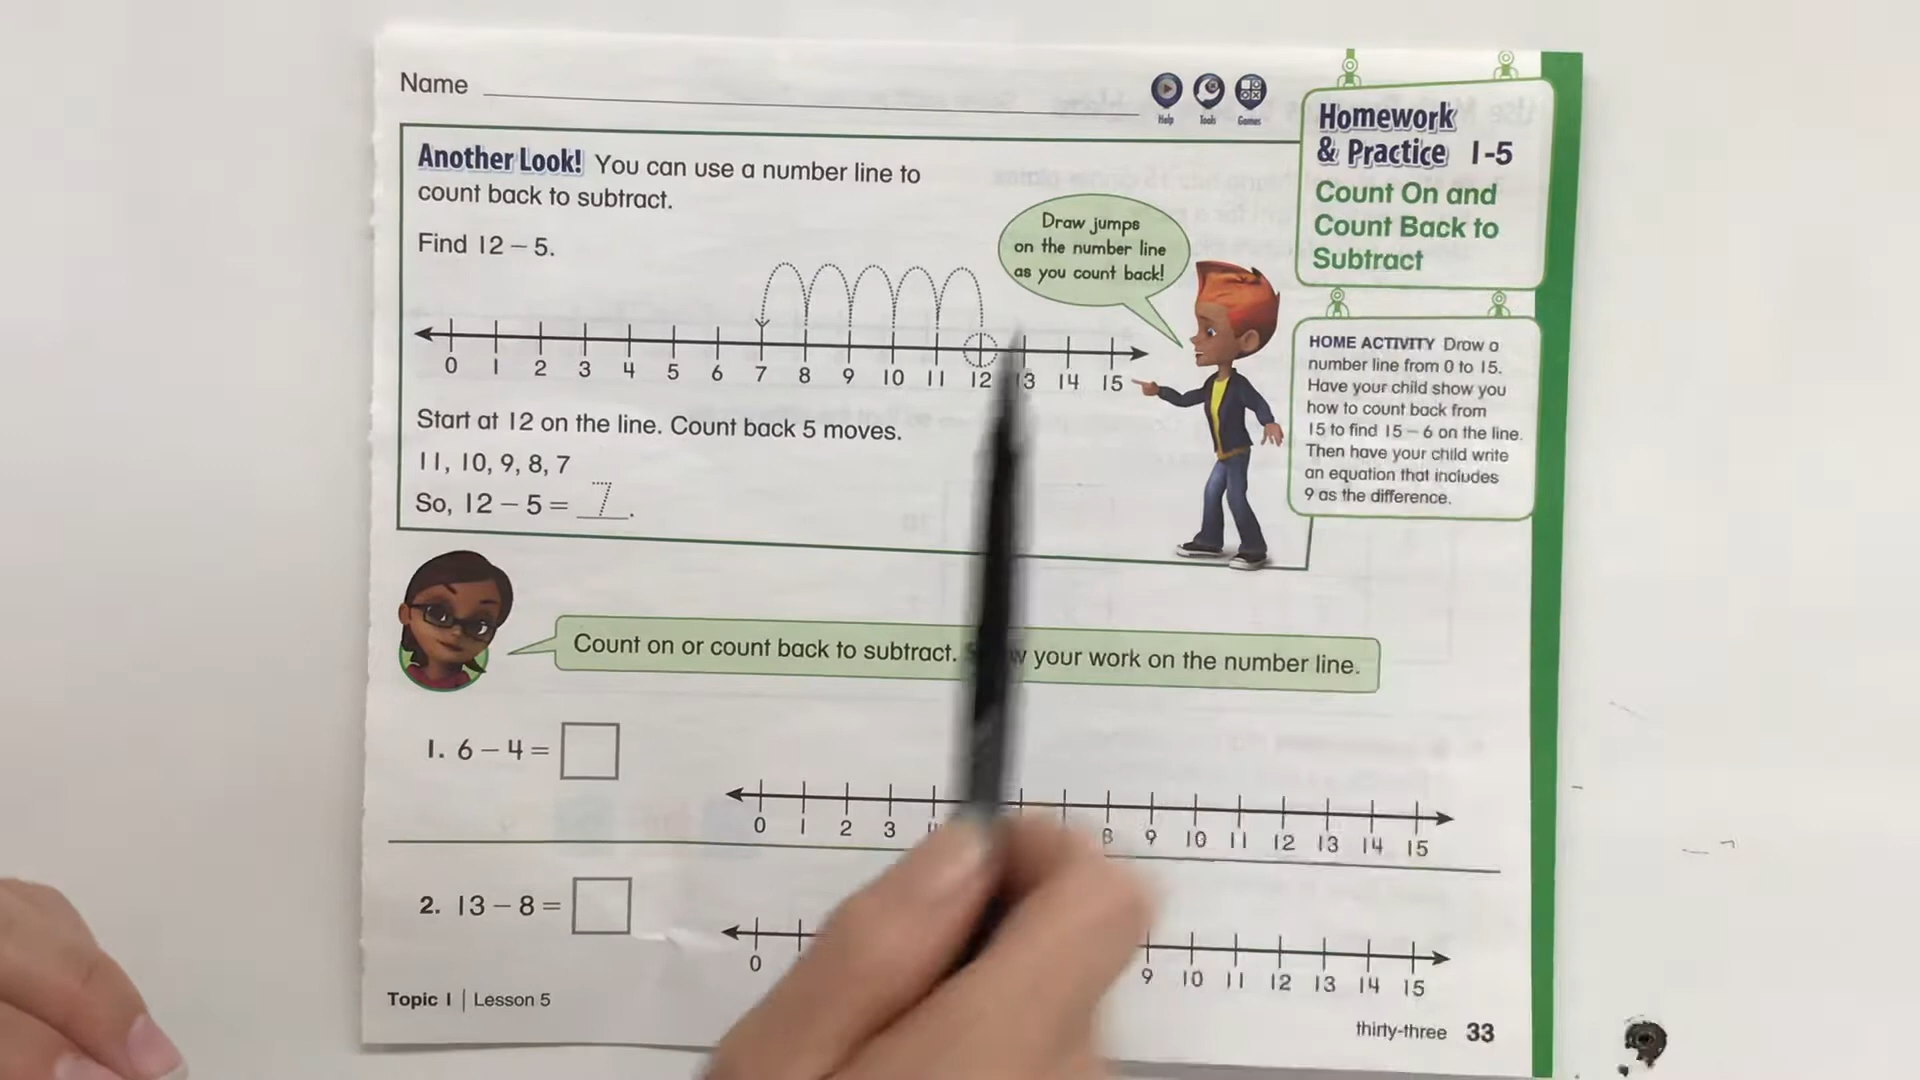 Name
Help Tools Games
Homework
& Practice 1-5
Count On and
Count Back to
Subtract
Another Look! You can use a number line to
count back to subtract.
Find 12 – 5.
Draw jumps
on the number line
as you count back!
0 1 2 3 4 5 6 7 8 9 10 11 12 13 14 15
Start at 12 on the line. Count back 5 moves.
11, 10, 9, 8, 7
So, 12 – 5 = 7.
HOME ACTIVITY Draw a
number line from 0 to 15.
Have your child show you
how to count back from
15 to find 15 – 6 on the line.
Then have your child write
an equation that includes
9 as the difference.
Count on or count back to subtract. your work on the number line.
1. 6 – 4 =
0 1 2 3 8 9 10 11 12 13 14 15
2. 13 – 8 =
0 9 10 11 12 13 14 15
Topic 1 | Lesson 5
thirty-three 33